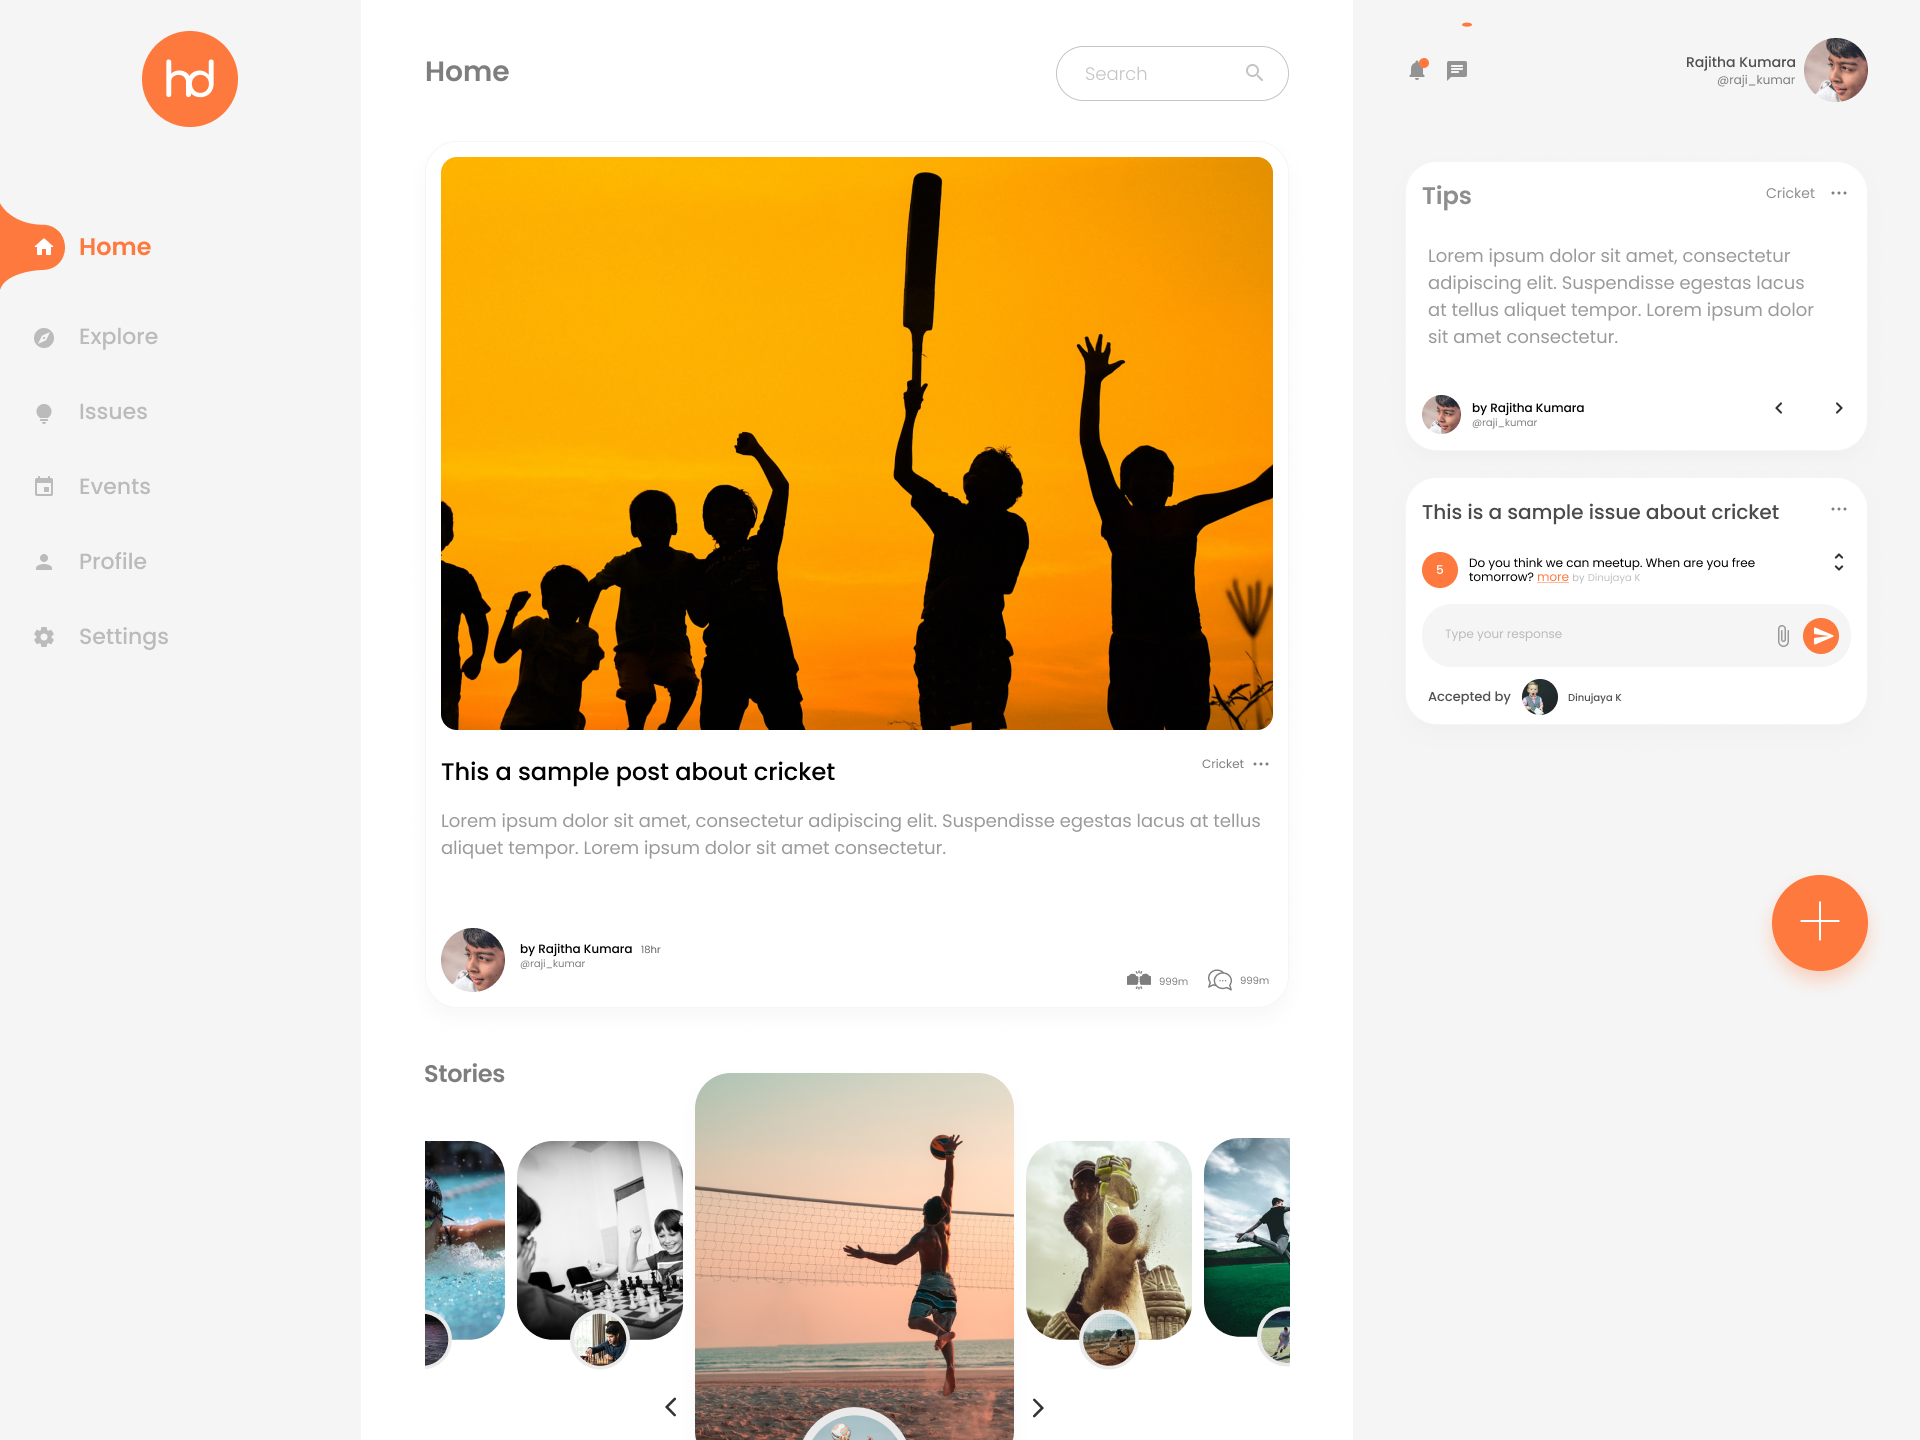 hd
Home
Explore
Issues
Events
Profile
Settings
Home
Search
This a sample post about cricket
Cricket
Lorem ipsum dolor sit amet, consectetur adipiscing elit. Suspendisse egestas lacus at tellus
aliquet tempor. Lorem ipsum dolor sit amet consectetur.
by Rajitha Kumara 18hr
@raji_kumar
999m
999m
Stories
Rajitha Kumara
@raji_kumar
Tips
Cricket
Lorem ipsum dolor sit amet, consectetur
adipiscing elit. Suspendisse egestas lacus
at tellus aliquet tempor. Lorem ipsum dolor
sit amet consectetur.
by Rajitha Kumara
@raji_kumar
This is a sample issue about cricket
5
Do you think we can meetup. When are you free
tomorrow? more by Dinujaya K
Type your response
Accepted by
Dinujaya K